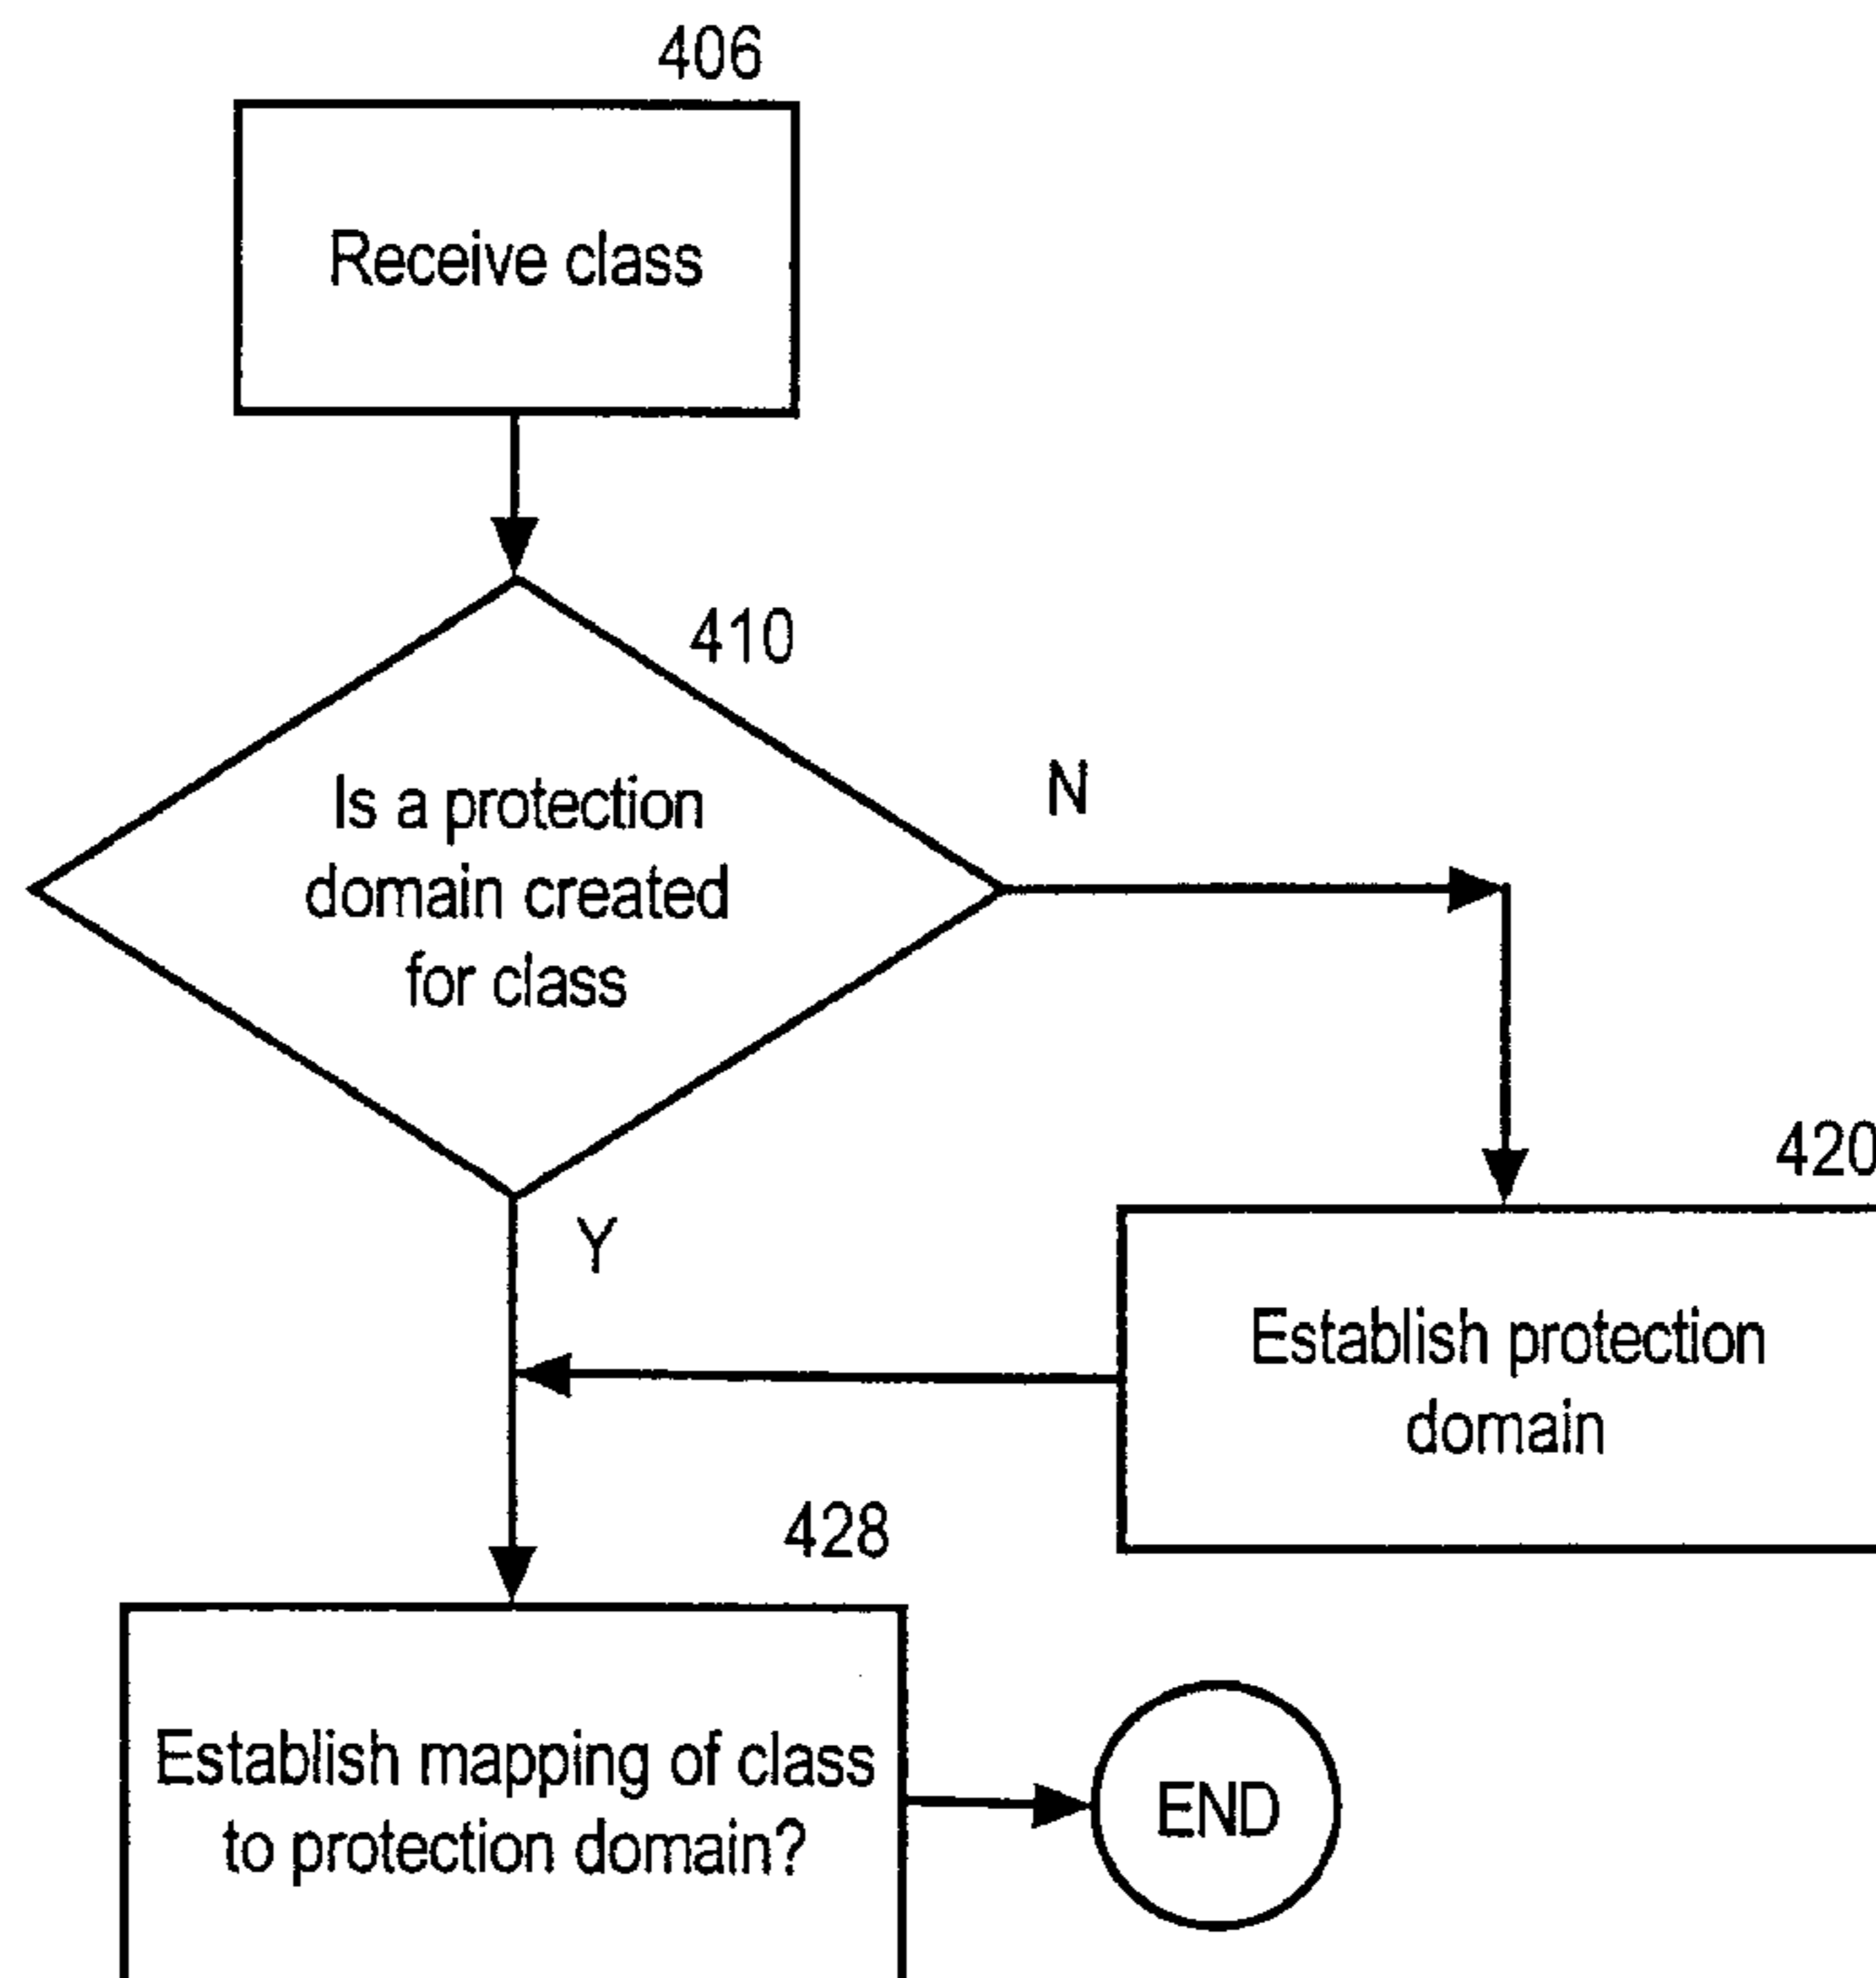 406
Receive class
410
Is a protection
domain created
for class
N
Y
420
Establish protection
domain
428
Establish mapping of class
to protection domain?
END